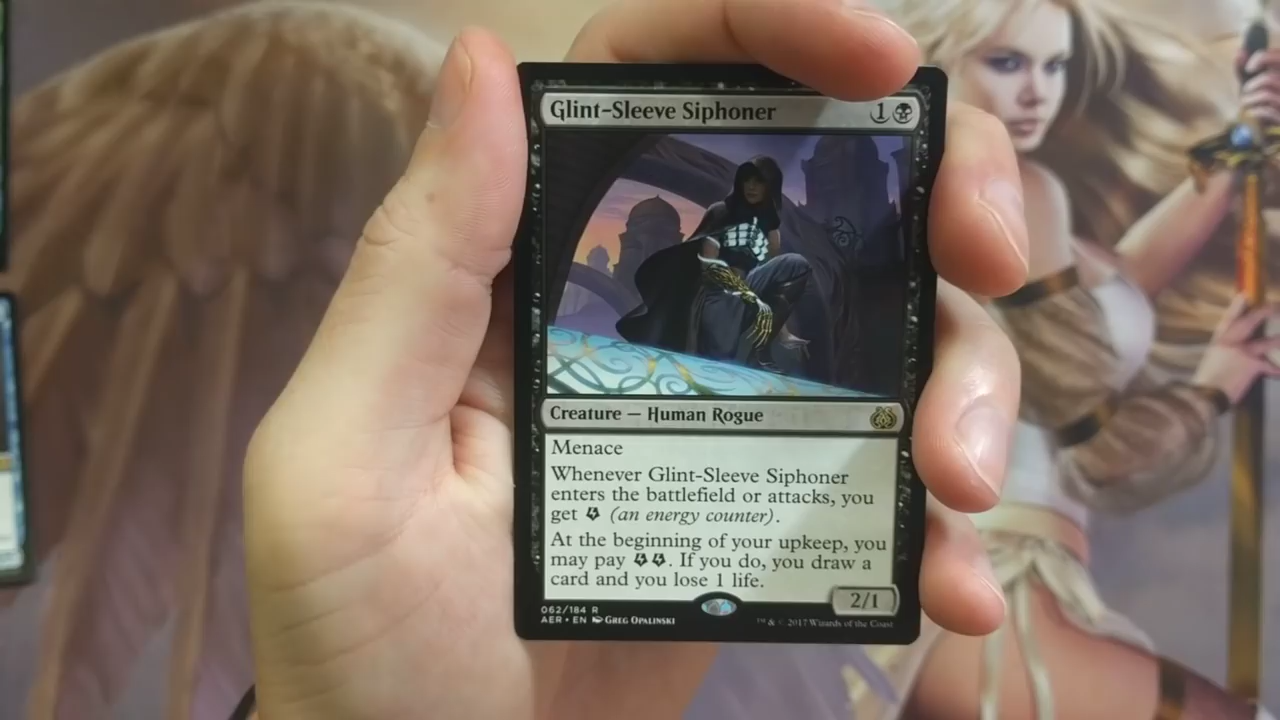 Glint-Sleeve Siphoner 1
Creature — Human Rogue
Menace
Whenever Glint-Sleeve Siphoner
enters the battlefield or attacks, you
get (an energy counter).
At the beginning of your upkeep, you
may pay . If you do, you draw a
card and you lose 1 life.
2/1
062/184 R
AER • EN Greg Opalinski
™ & © 2017 Wizards of the Coast